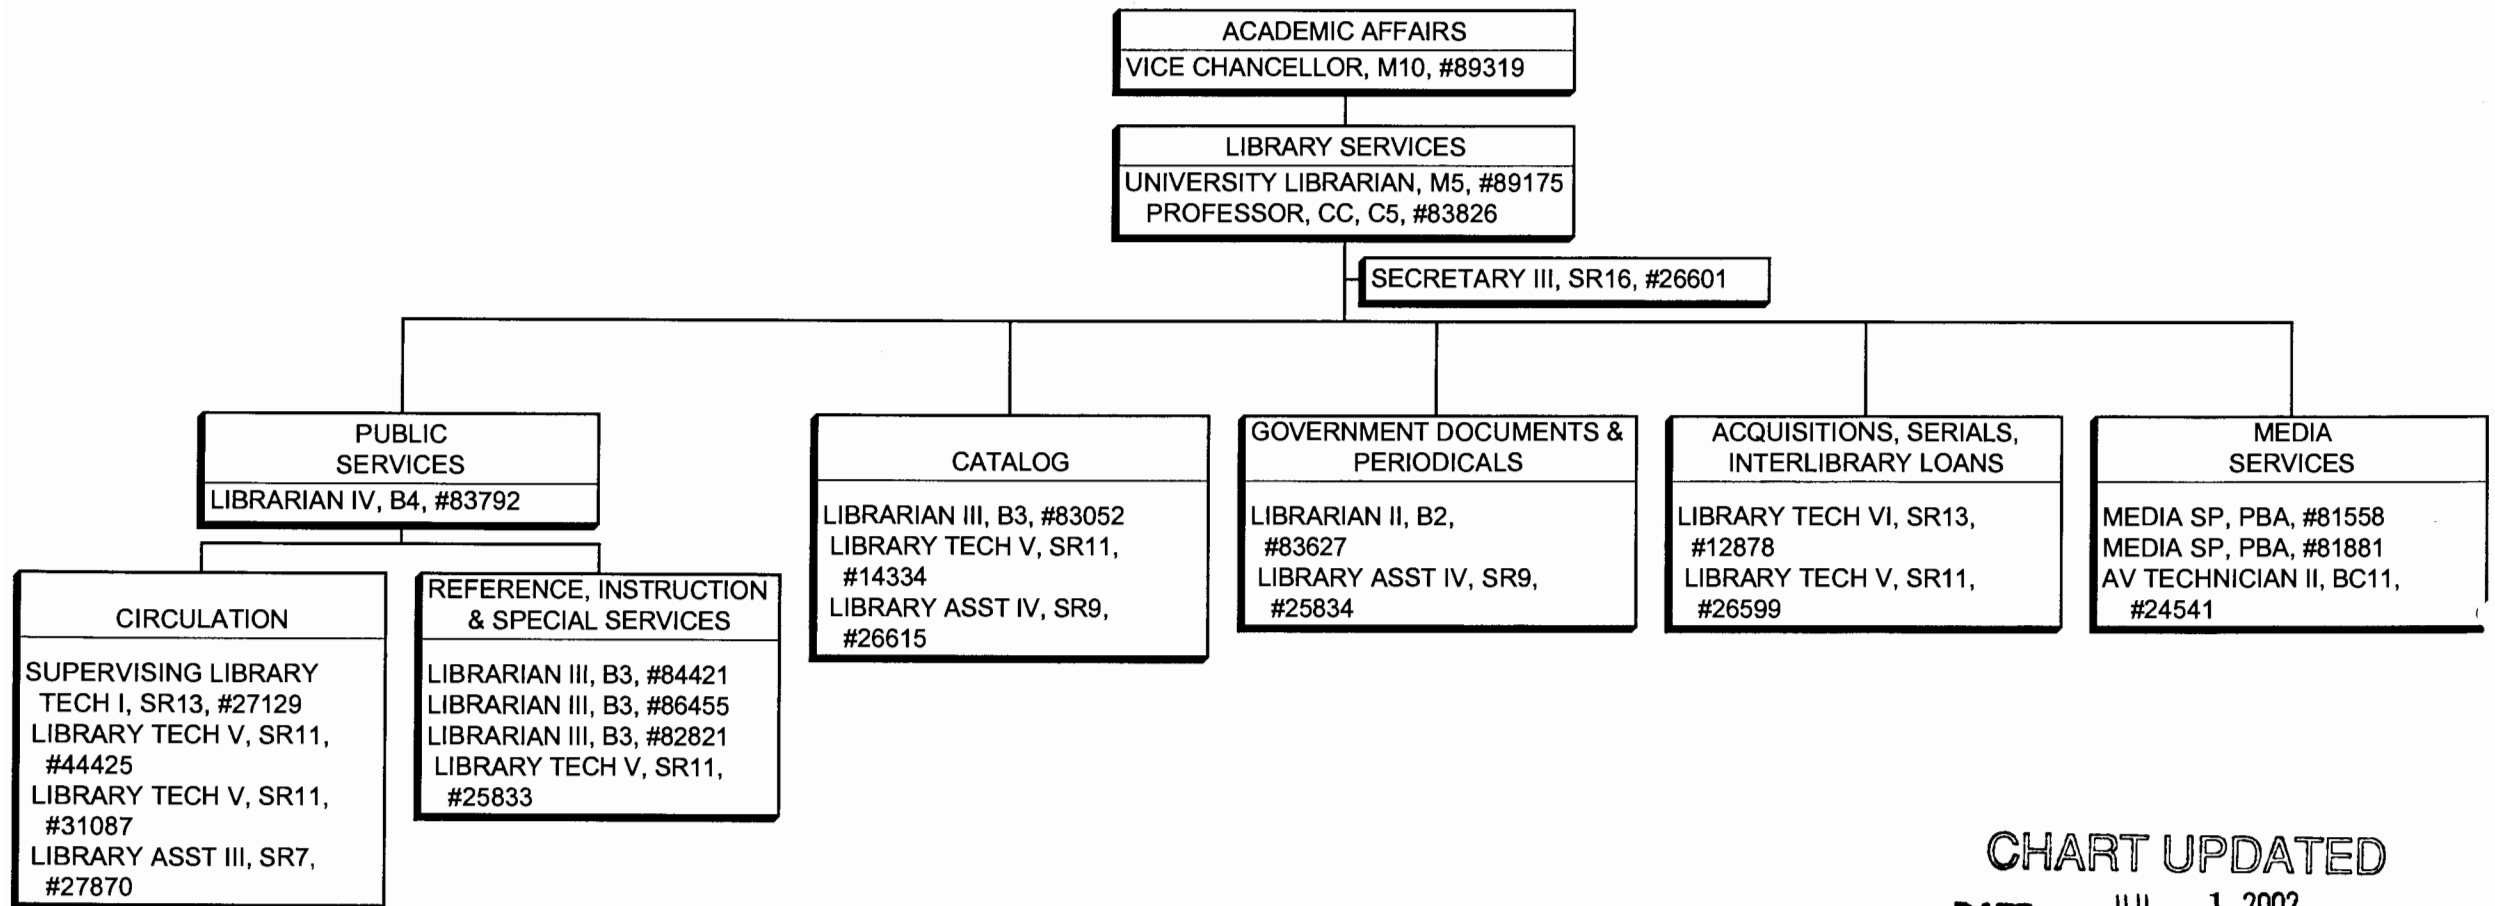 ACADEMIC AFFAIRS
VICE CHANCELLOR, M10, #89319
LIBRARY SERVICES
UNIVERSITY LIBRARIAN, M5, #89175
PROFESSOR, CC, C5, #83826
SECRETARY III, SR16, #26601
PUBLIC
SERVICES
LIBRARIAN IV, B4, #83792
CIRCULATION
SUPERVISING LIBRARY
TECH I, SR13, #27129
LIBRARY TECH V, SR11,
#44425
LIBRARY TECH V, SR11,
#31087
LIBRARY ASST III, SR7,
#27870
REFERENCE, INSTRUCTION
& SPECIAL SERVICES
LIBRARIAN III, B3, #84421
LIBRARIAN III, B3, #86455
LIBRARIAN III, B3, #82821
LIBRARY TECH V, SR11,
#25833
CATALOG
LIBRARIAN III, B3, #83052
LIBRARY TECH V, SR11,
#14334
LIBRARY ASST IV, SR9,
#26615
GOVERNMENT DOCUMENTS &
PERIODICALS
LIBRARIAN II, B2,
#83627
LIBRARY ASST IV, SR9,
#25834
ACQUISITIONS, SERIALS,
INTERLIBRARY LOANS
LIBRARY TECH VI, SR13,
#12878
LIBRARY TECH V, SR11,
#26599
MEDIA
SERVICES
MEDIA SP, PBA, #81558
MEDIA SP, PBA, #81881
AV TECHNICIAN II, BC11,
#24541
CHART UPDATED
1 2002